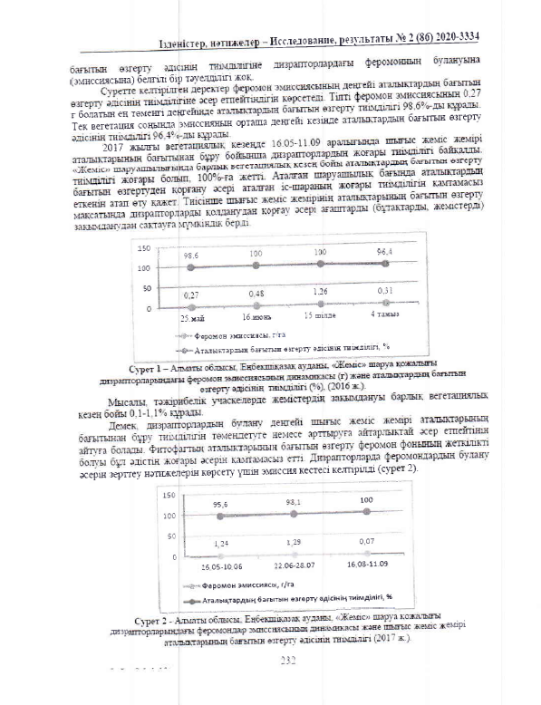 Ізденістер, нәтижелер – Исследование, результаты № 2 (86) 2020-3334
бағытын өзгерту әдісінің тиімділігіне диспарлордағы феромонның булануына
(эмиссиясына) белгілі бір тәуелділігі жоқ.
Суретте келтірілген деректер феромон эмиссиясының деңгейі аталықтардың бағытын
өзгерту әдісінің тиімділігіне әсер етпейтіндігін көрсетеді. Тіпті феромон эмиссиясының 0,27
г болатын ең төменгі деңгейінде аталықтардың бағытын өзгерту тиімділігі 98,6%-ды құрады.
Тек вегетация соңында эмиссиянын орташа деңгейі кезінде аталықтардың бағытын өзгерту
әдісінің тиімділігі 96,4%-ды құрады.
2017 жылғы вегетациялық кезеңде 16.05-11.09 аралығында шығыс жеміс жемірі
аталықтарының бағытынан бұру бойынша дизрапторлардың жоғары тиімділігі байқалды.
«Жеміс» шаруашылығында барлық вегетациялық кезең бойы аталықтардың бағытын өзгерту
тиімділігі жоғары болып, 100%-ға жетті. Аталған шаруашылық бағында аталықтардың
бағытын өзгертуден қорғану әсері аталған іс-шараның жоғары тиімділігін қамтамасыз
еткенін атап өту қажет. Тиісінше шығыс жеміс жемірінің аталықтарының бағытын өзгерту
мақсатында дизрапторларды қолданудан қорғау әсері ағаштарды (бұтақтарды, жемістерді)
зақымданудан сақтауға мүмкіндік берді.
150
100
50
0
98,6 100 100 96,4
0,27 0,48 1,26 0,31
25 май 16 июнь 15 шілде 4 тамыз
Феромон эмиссиясы, г/га
Аталықтардың бағытын өзгерту әдісінің тиімділігі, %
Сурет 1 – Алматы облысы, Еңбекшіқазақ ауданы, «Жеміс» шаруа қожалығы
дизрапторларындағы феромон эмиссиясының динамикасы (г) және аталықтардың бағытын
өзгерту әдісінің тиімділігі (%), (2016 ж.).
Мысалы, тәжірибелік учаскелерде жемістердің зақымдануы барлық вегетациялық
кезең бойы 0,1-1,1% құрады.
Демек, дизрапторлардың булану деңгейі шығыс жеміс жемірі аталықтарының
бағытынан бұру тиімділігін төмендетуге немесе арттыруға айтарлықтай әсер етпейтінін
айтуға болады. Фитофагтың аталықтарының бағытын өзгерту феромон фонының жеткілікті
болуы бұл әдістің жоғары әсерін қамтамасыз етті. Дизрапторларда феромондардың булану
әсерін зерттеу нәтижелерін көрсету үшін эмиссия кестесі келтірілді (сурет 2).
150
100
50
0
95,6 98,1 100
1,24 1,29 0,07
16.05-10.06 12.06-28.07 16.08-11.09
Феромон эмиссиясы, г/га
Аталықтардың бағытын өзгерту әдісінің тиімділігі, %
Сурет 2 - Алматы облысы, Еңбекшіқазақ ауданы, «Жеміс» шаруа қожалығы
дизрапторларындағы феромондар эмиссиясының динамикасы және шығыс жеміс жемірі
аталықтарының бағытын өзгерту әдісінің тиімділігі (2017 ж.)
232